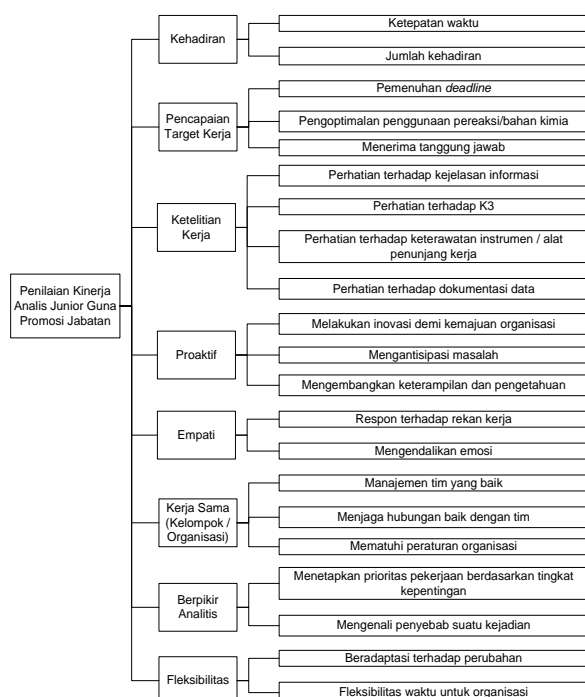 Penilaian Kinerja
Analis Junior Guna
Promosi Jabatan
Kehadiran
Ketepatan waktu
Jumlah kehadiran
Pencapaian
Target Kerja
Pemenuhan deadline
Pengoptimalan penggunaan pereaksi/bahan kimia
Menerima tanggung jawab
Ketelitian
Kerja
Perhatian terhadap kejelasan informasi
Perhatian terhadap K3
Perhatian terhadap keterawatan instrumen / alat
penunjang kerja
Perhatian terhadap dokumentasi data
Proaktif
Melakukan inovasi demi kemajuan organisasi
Mengantisipasi masalah
Mengembangkan keterampilan dan pengetahuan
Empati
Respon terhadap rekan kerja
Mengendalikan emosi
Kerja Sama
(Kelompok /
Organisasi)
Manajemen tim yang baik
Menjaga hubungan baik dengan tim
Mematuhi peraturan organisasi
Berpikir
Analitis
Menetapkan prioritas pekerjaan berdasarkan tingkat
kepentingan
Mengenali penyebab suatu kejadian
Fleksibilitas
Beradaptasi terhadap perubahan
Fleksibilitas waktu untuk organisasi